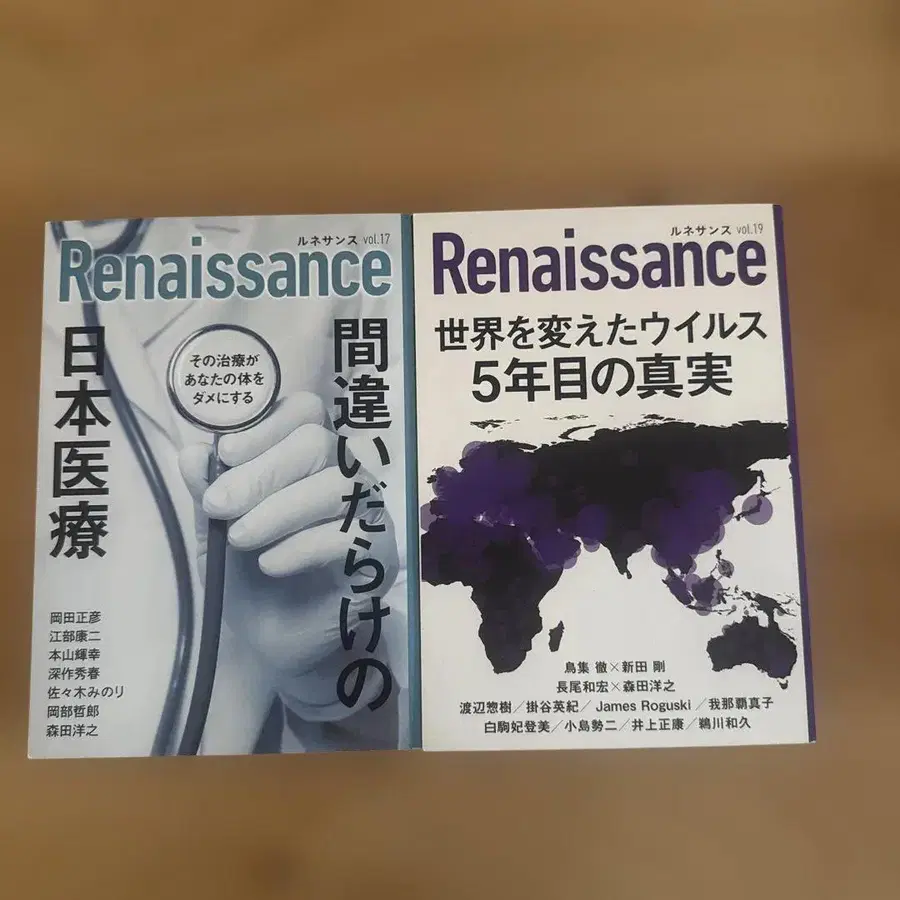 ルネサンス vol.17
Renaissance
間違いだらけの
日本医療
その治療が
あなたの体を
ダメにする
岡田正彦
江部康二
本山輝幸
深作秀春
佐々木みのり
岡部哲郎
森田洋之
ルネサンス vol.19
Renaissance
世界を変えたウイルス
5年目の真実
鳥集 徹×新田 剛
長尾和宏×森田洋之
渡辺惣樹/掛谷英紀/James Roguski/我那覇真子
白駒妃登美/小島勢二/井上正康/鵜川和久